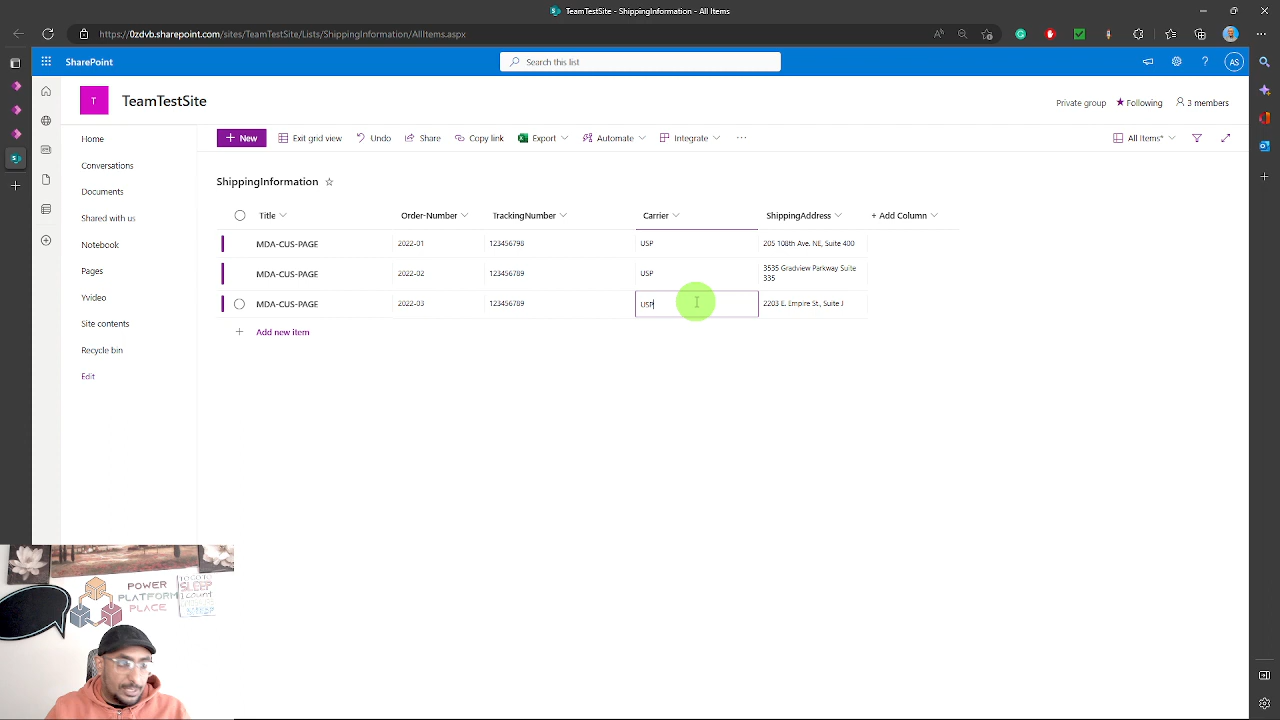 TeamTestSite - ShippingInformation - All Items
https://0zdvb.sharepoint.com/sites/TeamTestSite/Lists/ShippingInformation/AllItems.aspx
SharePoint
Search this list
AS
T
TeamTestSite
Private group
Following
3 members
Home
Conversations
Documents
Shared with us
Notebook
Pages
Yvideo
Site contents
Recycle bin
Edit
New
Exit grid view
Undo
Share
Copy link
Export
Automate
Integrate
All Items*
ShippingInformation
Title Order-Number TrackingNumber Carrier ShippingAddress + Add Column
MDA-CUS-PAGE 2022-01 123456798 USP 205 108th Ave. NE, Suite 400
MDA-CUS-PAGE 2022-02 123456789 USP 3535 Gradview Parkway Suite
335
MDA-CUS-PAGE 2022-03 123456789 USP 2203 E. Empire St., Suite J
Add new item
POWER
PLATFORM
PLACE
SLEEP